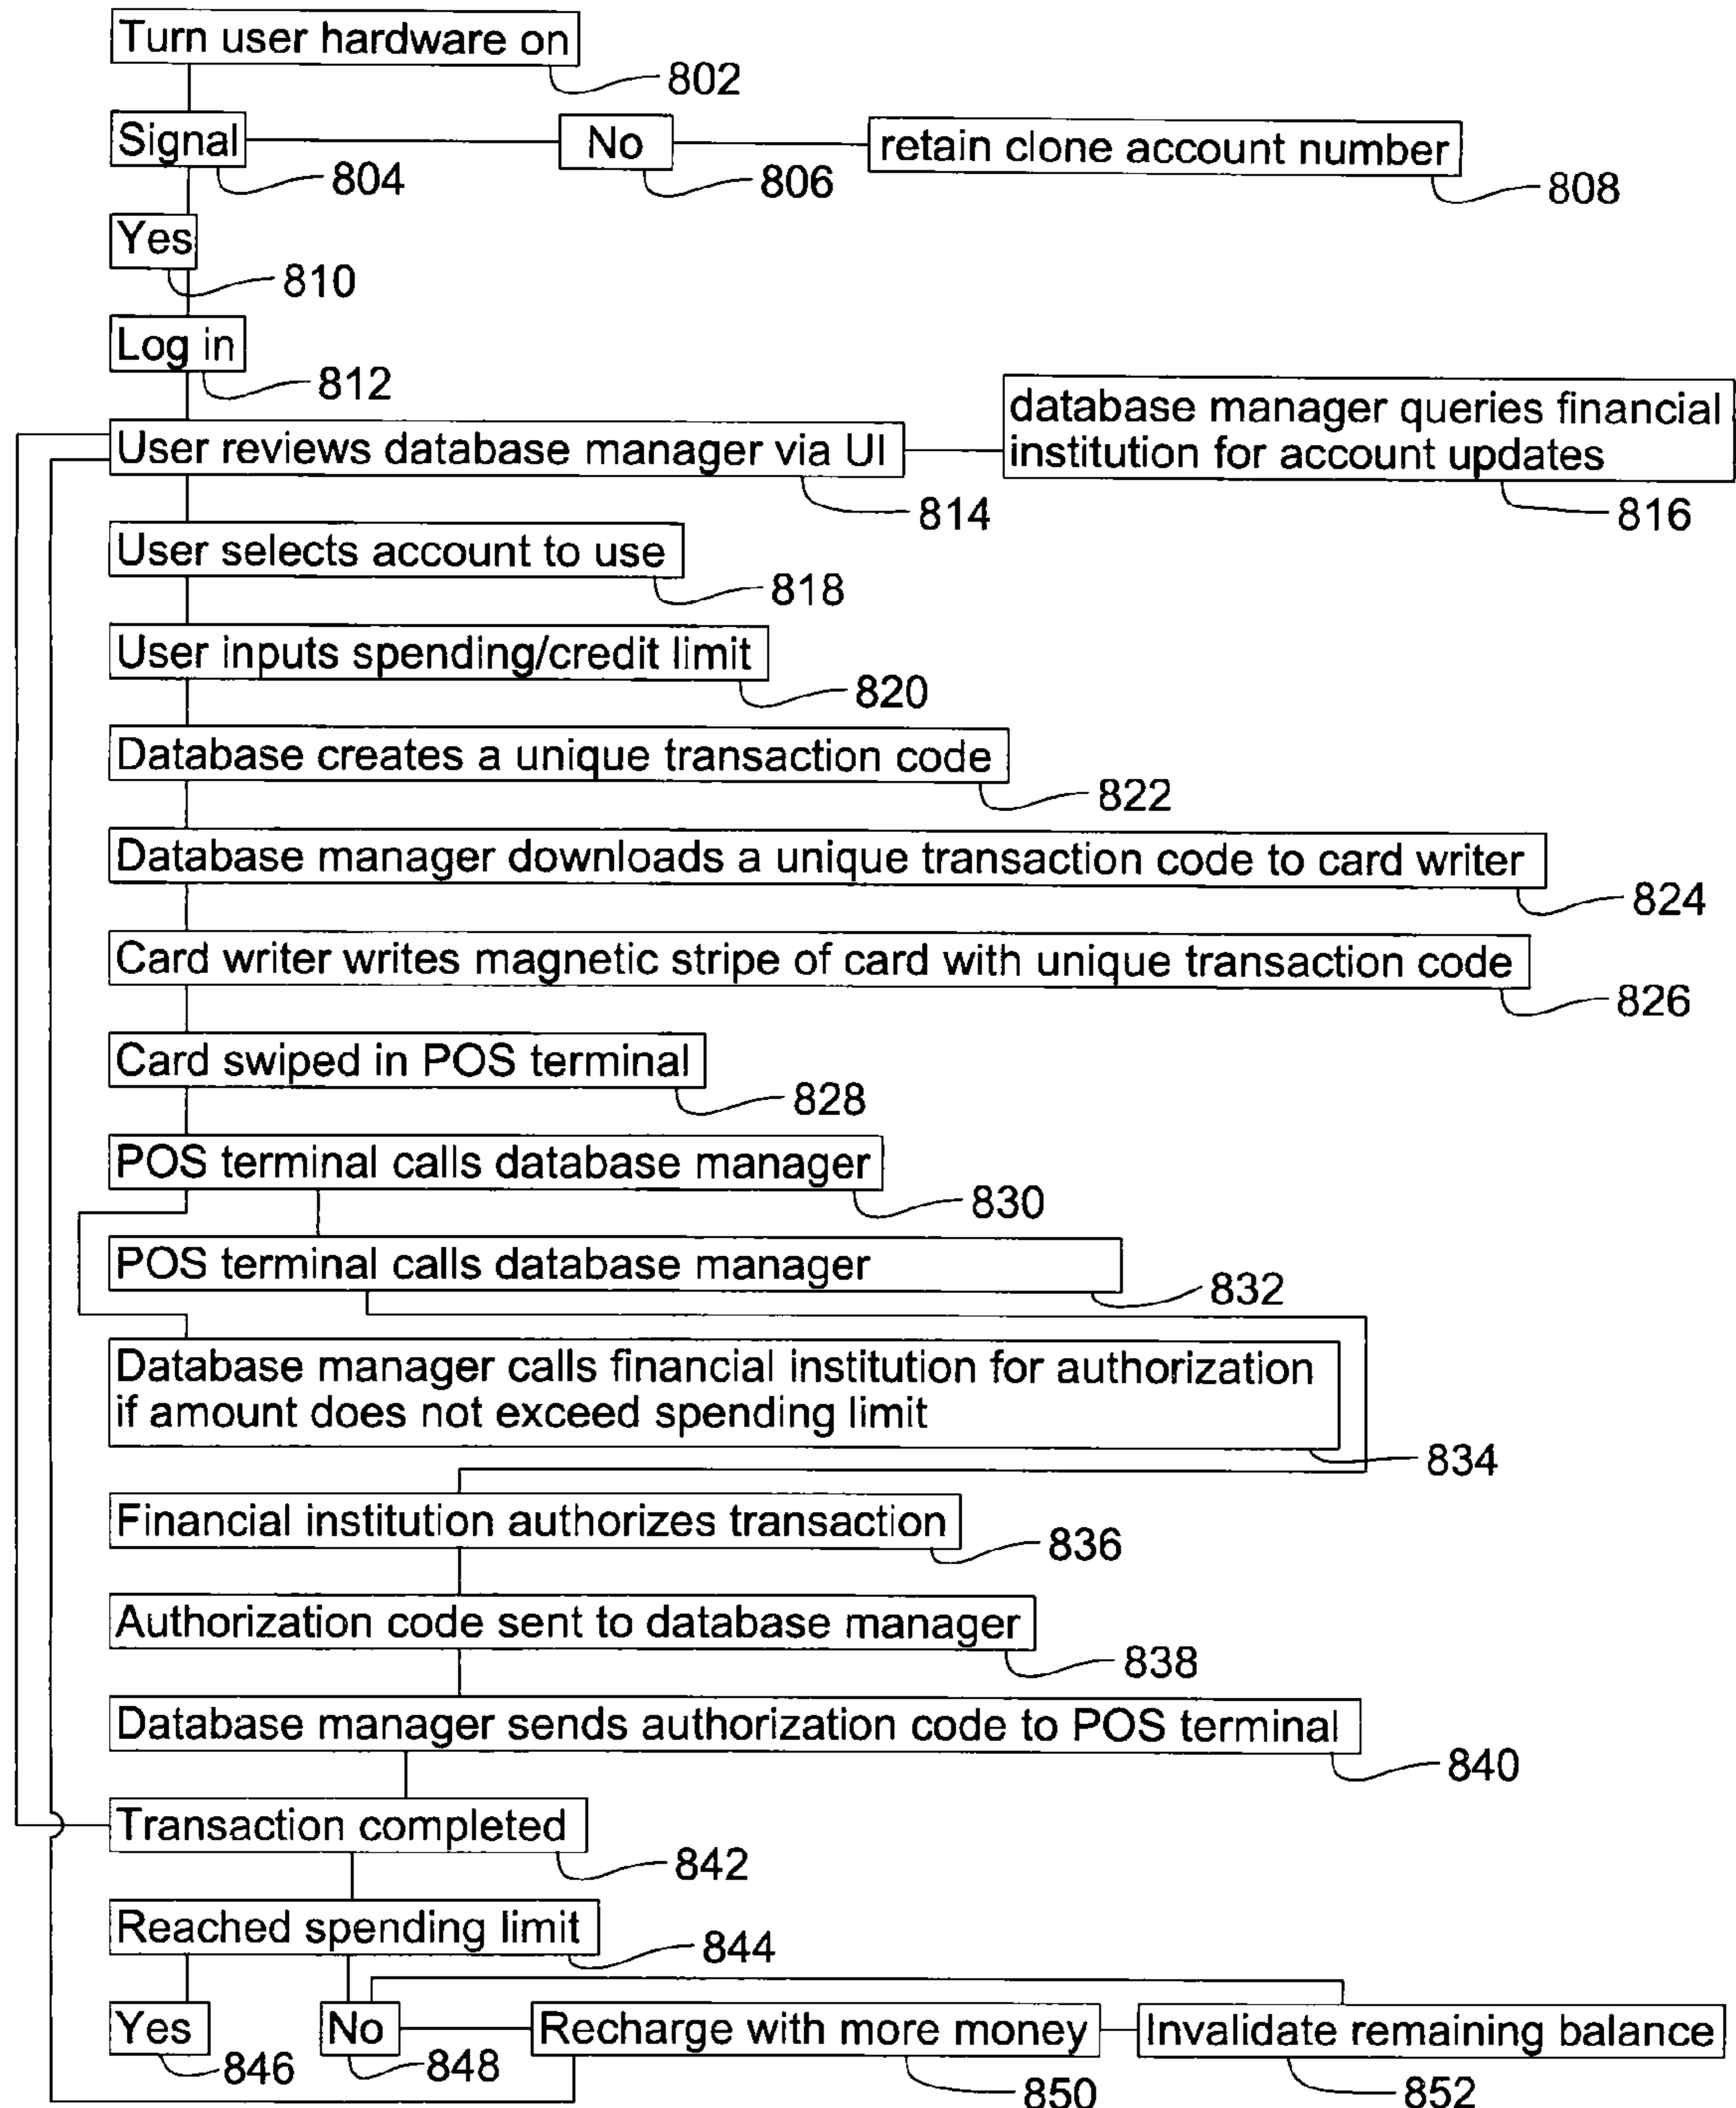 Turn user hardware on
802
Signal
No
retain clone account number
804
806
808
Yes
810
Log in
812
database manager queries financial
institution for account updates
User reviews database manager via UI
814
816
User selects account to use
818
User inputs spending/credit limit
820
Database creates a unique transaction code
822
Database manager downloads a unique transaction code to card writer
824
Card writer writes magnetic stripe of card with unique transaction code
826
Card swiped in POS terminal
828
POS terminal calls database manager
830
POS terminal calls database manager
832
Database manager calls financial institution for authorization
if amount does not exceed spending limit
834
Financial institution authorizes transaction
836
Authorization code sent to database manager
838
Database manager sends authorization code to POS terminal
840
Transaction completed
842
Reached spending limit
844
Yes
No
Recharge with more money
Invalidate remaining balance
846
848
850
852